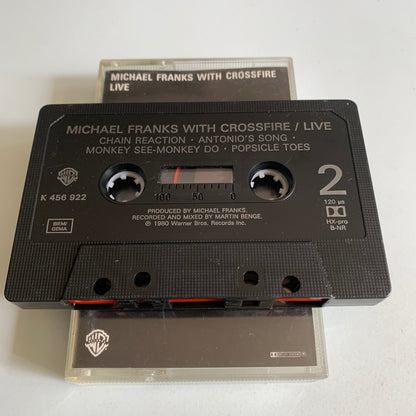 MICHAEL FRANKS WITH CROSSFIRE
LIVE
MICHAEL FRANKS WITH CROSSFIRE / LIVE
CHAIN REACTION · ANTONIO'S SONG ·
MONKEY SEE-MONKEY DO · POPSICLE TOES
K 456 922
2
100 50 0
120 µs
HX-pro
B-NR
BIEM/
GEMA
PRODUCED BY MICHAEL FRANKS.
RECORDED AND MIXED BY MARTIN BENGE.
℗ 1980 Warner Bros. Records Inc.